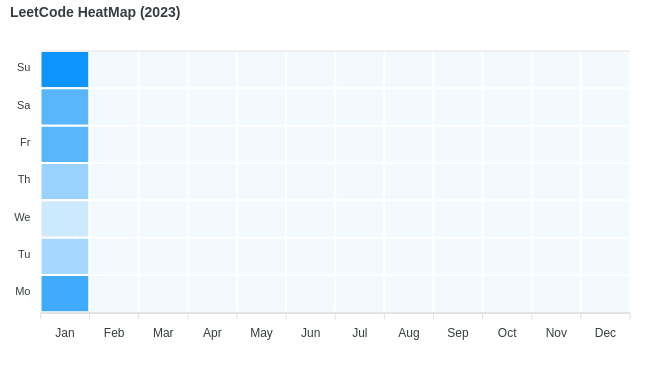 LeetCode HeatMap (2023)
Su
Sa
Fr
Th
We
Tu
Mo
Jan Feb Mar Apr May Jun Jul Aug Sep Oct Nov Dec